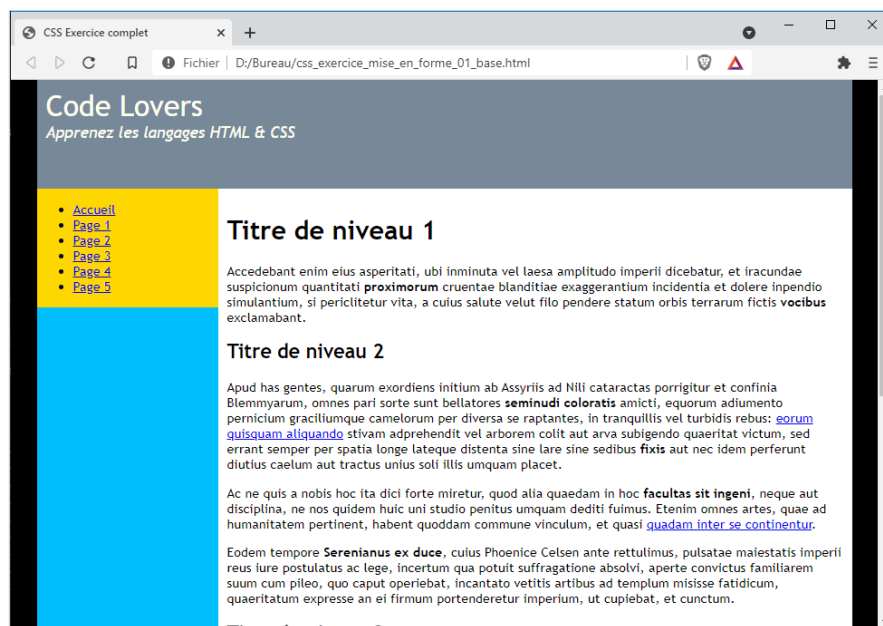 CSS Exercice complet
Fichier D:/Bureau/css_exercice_mise_en_forme_01_base.html
Code Lovers
Apprenez les langages HTML & CSS
Accueil
Page 1
Page 2
Page 3
Page 4
Page 5
Titre de niveau 1
Accedebant enim eius asperitati, ubi inminuta vel laesa amplitudo imperii dicebatur, et iracundae
suspicionum quantitati proximorum cruentae blanditiae exaggerantium incidentia et dolere inpendio
simulantium, si periclitetur vita, a cuius salute velut filo pendere statum orbis terrarum fictis vocibus
exclamabant.
Titre de niveau 2
Apud has gentes, quarum exordiens initium ab Assyriis ad Nili cataractas porrigitur et confinia
Blemmyarum, omnes pari sorte sunt bellatores seminudi coloratis amicti, equorum adiumento
pernicium graciliumque camelorum per diversa se raptantes, in tranquillis vel turbidis rebus: eorum
quisquam aliquando stivam adprehendit vel arborem colit aut arva subigendo quaeritat victum, sed
errant semper per spatia longe lateque distenta sine lare sine sedibus fixis aut nec idem perferunt
diutius caelum aut tractus unius soli illis umquam placet.
Ac ne quis a nobis hoc ita dici forte miretur, quod alia quaedam in hoc facultas sit ingeni, neque aut
disciplina, ne nos quidem huic uni studio penitus umquam dediti fuimus. Etenim omnes artes, quae ad
humanitatem pertinent, habent quoddam commune vinculum, et quasi quadam inter se continentur.
Eodem tempore Serenianus ex duce, cuius Phoenice Celsen ante rettulimus, pulsatae maiestatis imperii
reus iure postulatus ac lege, incertum qua potuit suffragatione absolvi, aperte convictus familiarem
suum cum pileo, quo caput operiebat, incantato vetitis artibus ad templum misisse fatidicum,
quaeritatum expresse an ei firmum portenderetur imperium, ut cupiebat, et cunctum.